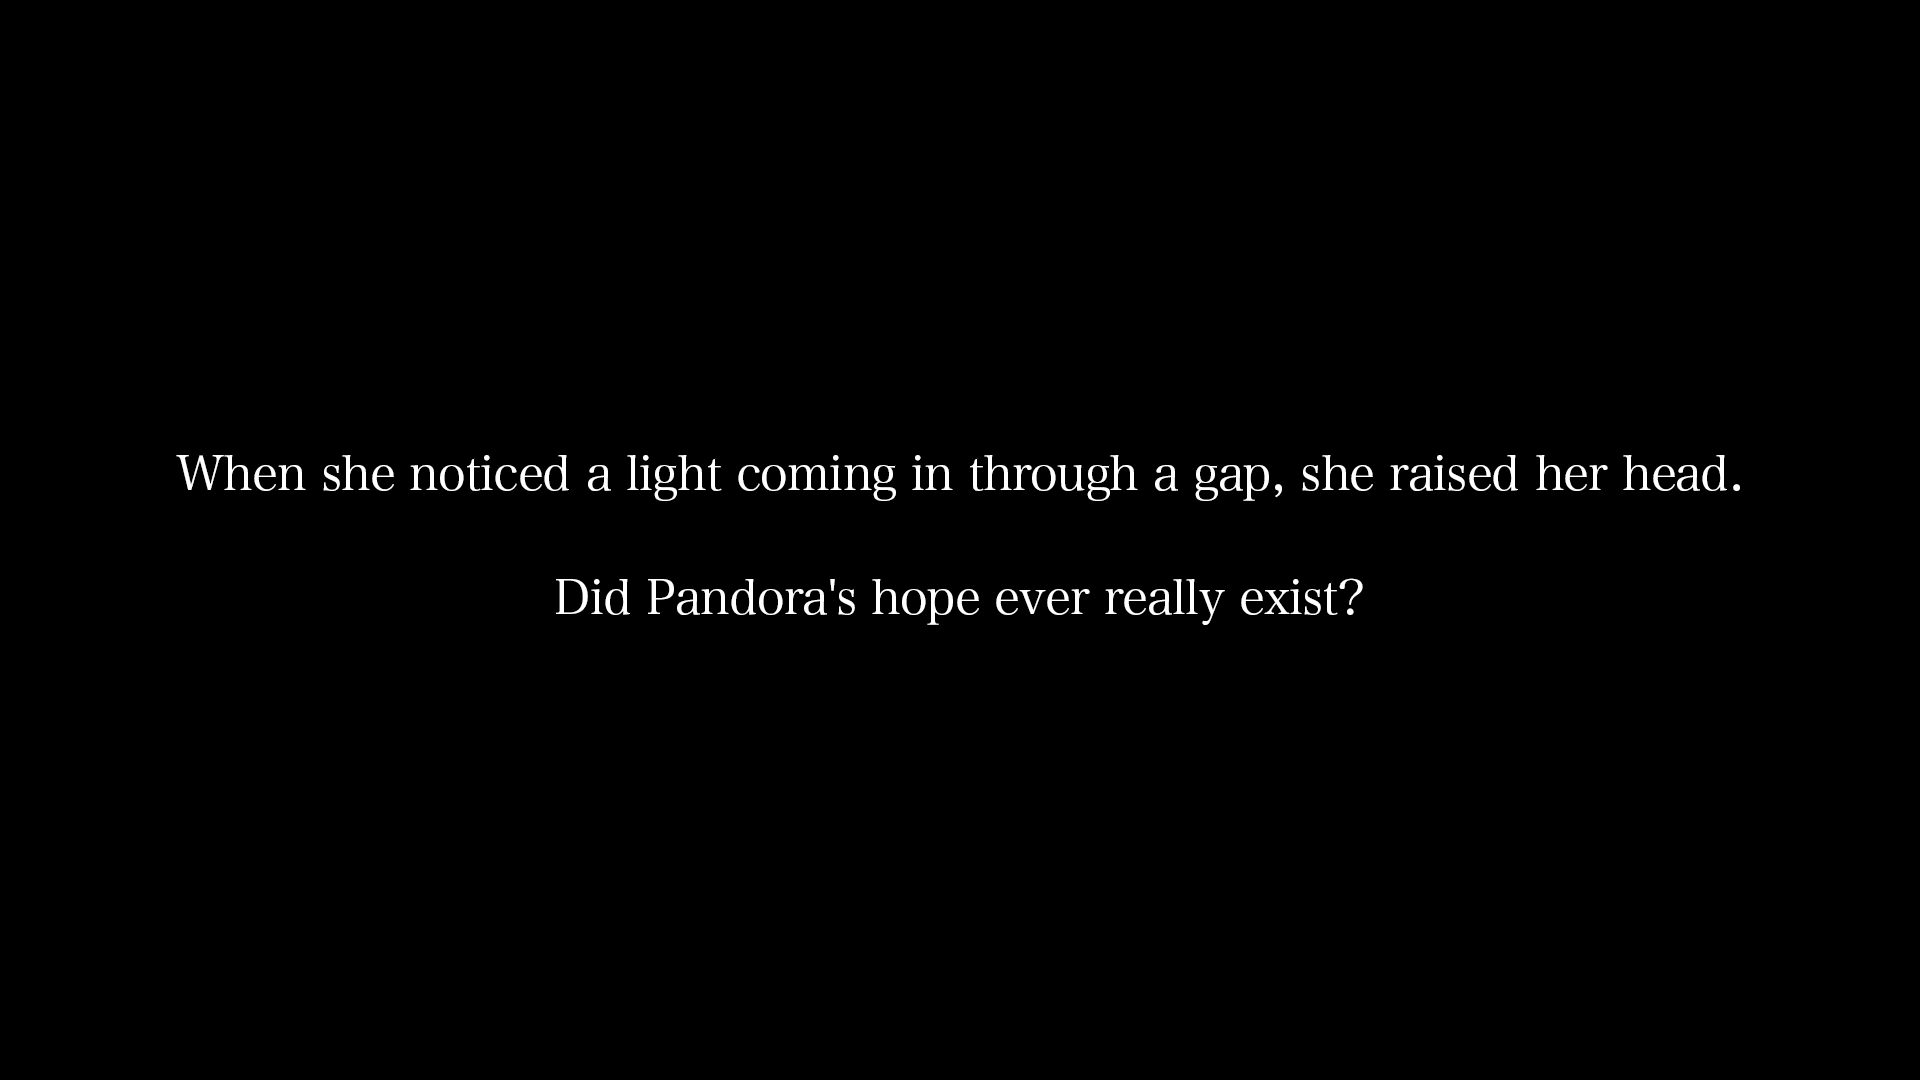 When she noticed a light coming in through a gap, she raised her head.
Did Pandora's hope ever really exist?